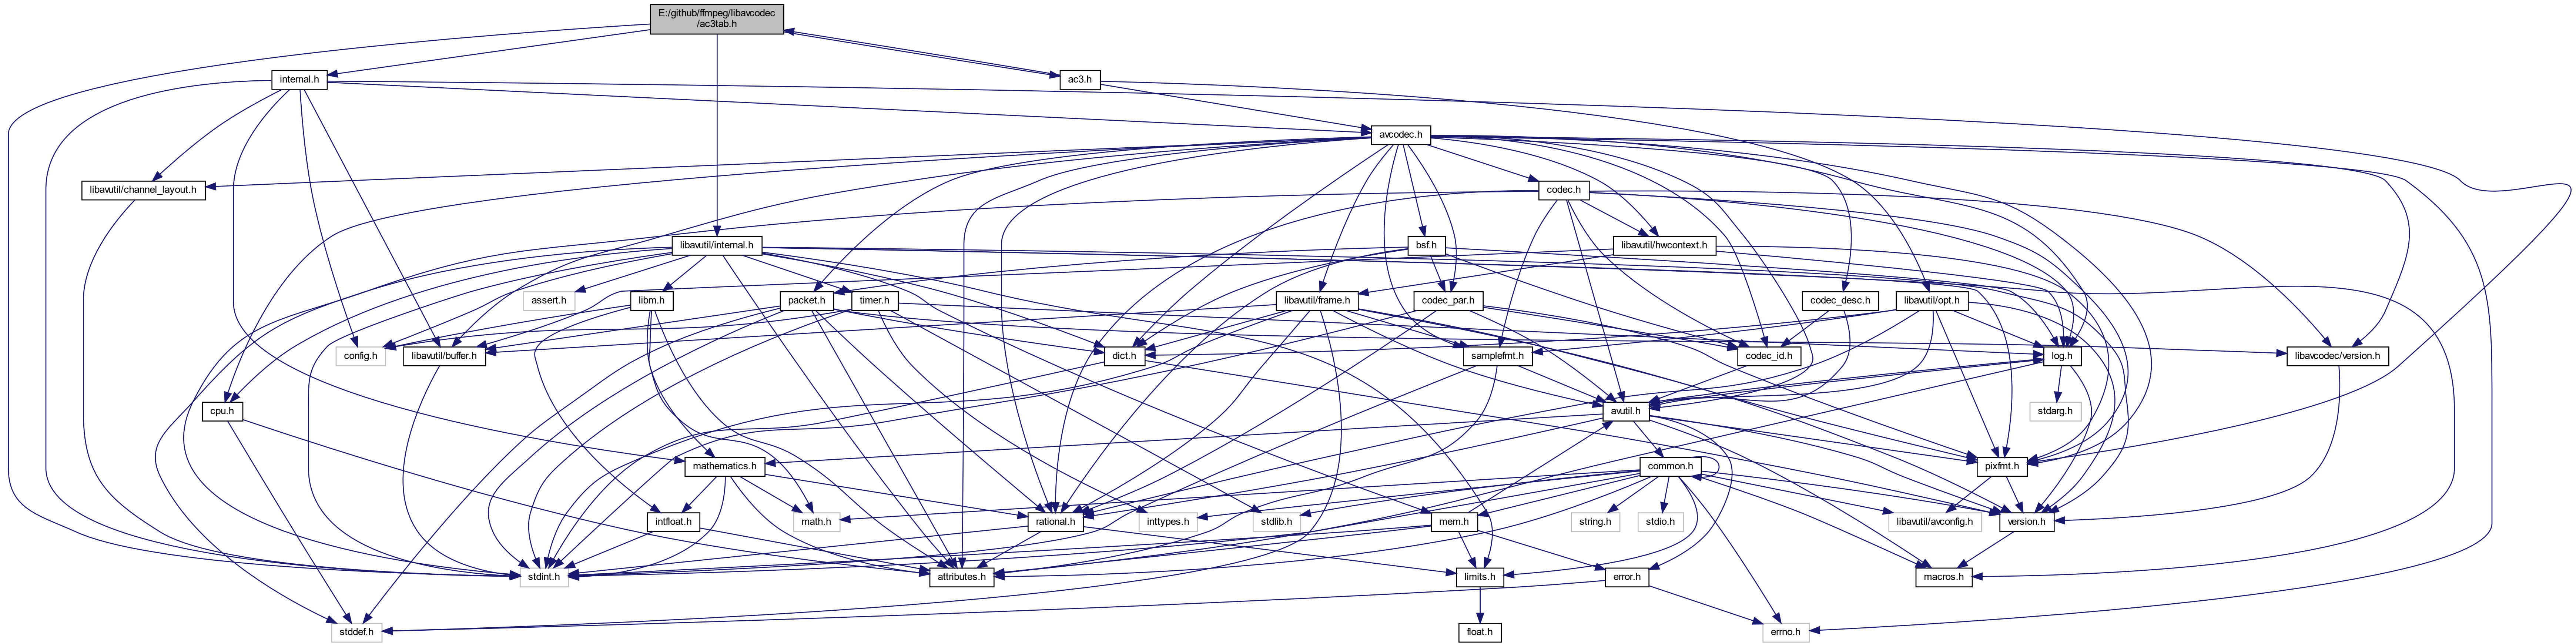 E:/github/ffmpeg/libavcodec
/ac3tab.h
internal.h
ac3.h
avcodec.h
libavutil/channel_layout.h
codec.h
libavutil/internal.h
bsf.h
libavutil/hwcontext.h
assert.h
libm.h
packet.h
timer.h
libavutil/frame.h
codec_par.h
codec_desc.h
libavutil/opt.h
config.h
libavutil/buffer.h
dict.h
samplefmt.h
codec_id.h
log.h
libavcodec/version.h
cpu.h
avutil.h
stdarg.h
mathematics.h
common.h
pixfmt.h
intfloat.h
math.h
rational.h
inttypes.h
stdlib.h
mem.h
string.h
stdio.h
libavutil/avconfig.h
version.h
stdint.h
attributes.h
limits.h
error.h
macros.h
stddef.h
float.h
errno.h